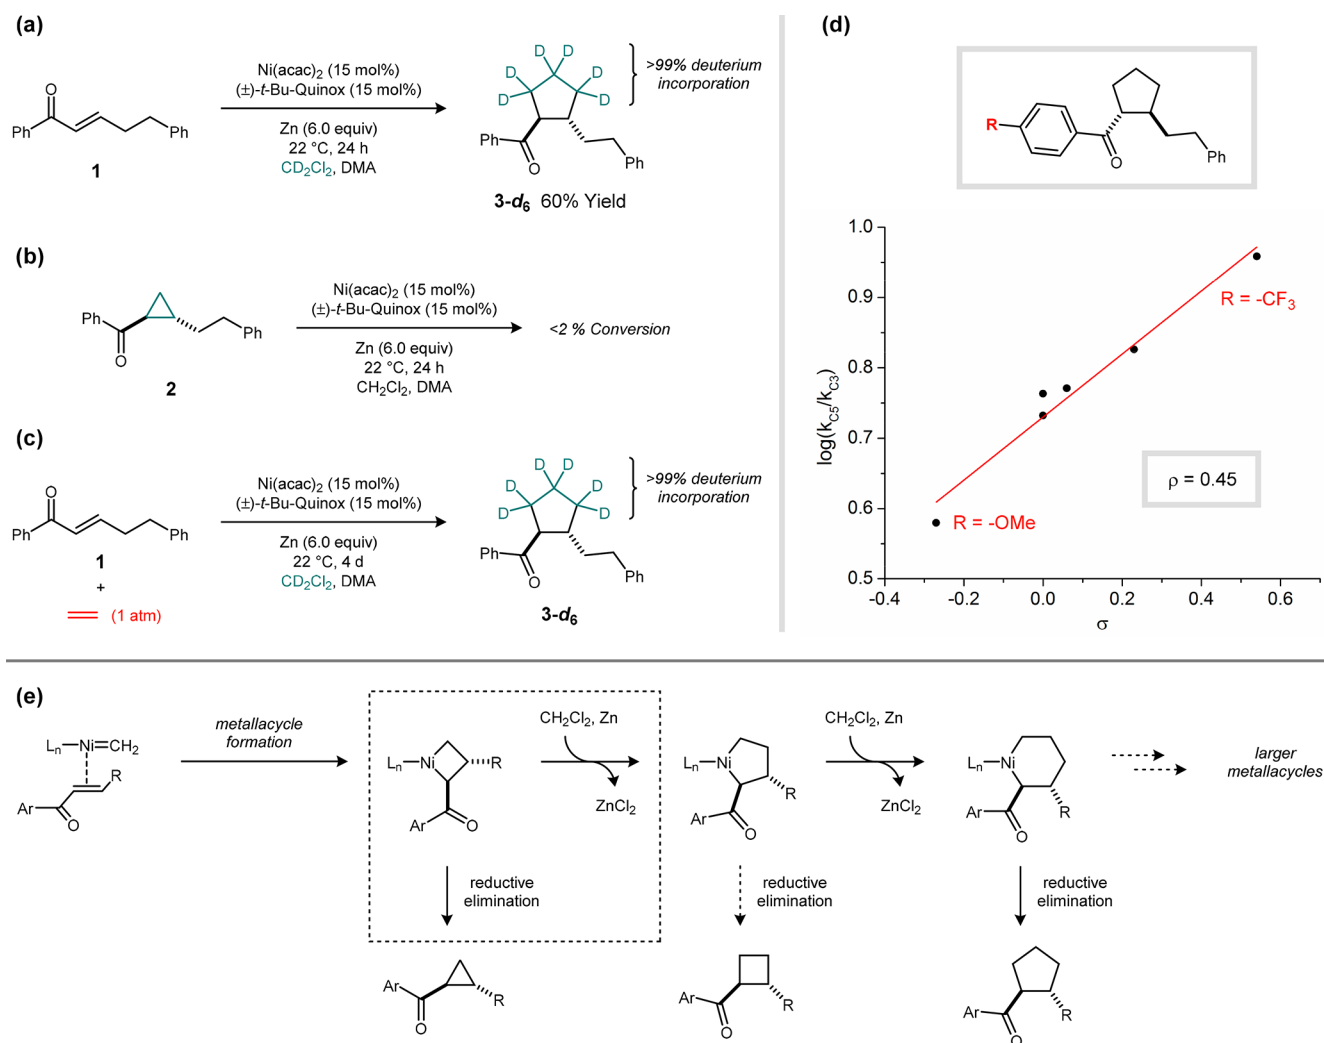 (a)
O
Ph
Ph
1
Ni(acac)2 (15 mol%)
(±)-t-Bu-Quinox (15 mol%)
Zn (6.0 equiv)
22 °C, 24 h
CD2Cl2, DMA
D D
D D
D D
Ph
O
Ph
>99% deuterium
incorporation
3-d6 60% Yield
(b)
Ph
O
Ph
2
Ni(acac)2 (15 mol%)
(±)-t-Bu-Quinox (15 mol%)
Zn (6.0 equiv)
22 °C, 24 h
CH2Cl2, DMA
<2 % Conversion
(c)
O
Ph
Ph
1
+
(1 atm)
Ni(acac)2 (15 mol%)
(±)-t-Bu-Quinox (15 mol%)
Zn (6.0 equiv)
22 °C, 4 d
CD2Cl2, DMA
D D
D D
D D
Ph
O
Ph
>99% deuterium
incorporation
3-d6
(d)
R
O
Ph
1.0
0.9
0.8
0.7
0.6
0.5
log(kC5/kC3)
R = -CF3
ρ = 0.45
R = -OMe
-0.4 -0.2 0.0 0.2 0.4 0.6
σ
(e)
Ln Ni CH2
R
Ar
O
metallacycle
formation
Ln Ni
R
Ar
O
CH2Cl2, Zn
ZnCl2
Ln Ni
R
Ar
O
CH2Cl2, Zn
ZnCl2
Ln Ni
R
Ar
O
larger
metallacycles
reductive
elimination
reductive
elimination
reductive
elimination
Ar
O
R
Ar
O
R
Ar
O
R